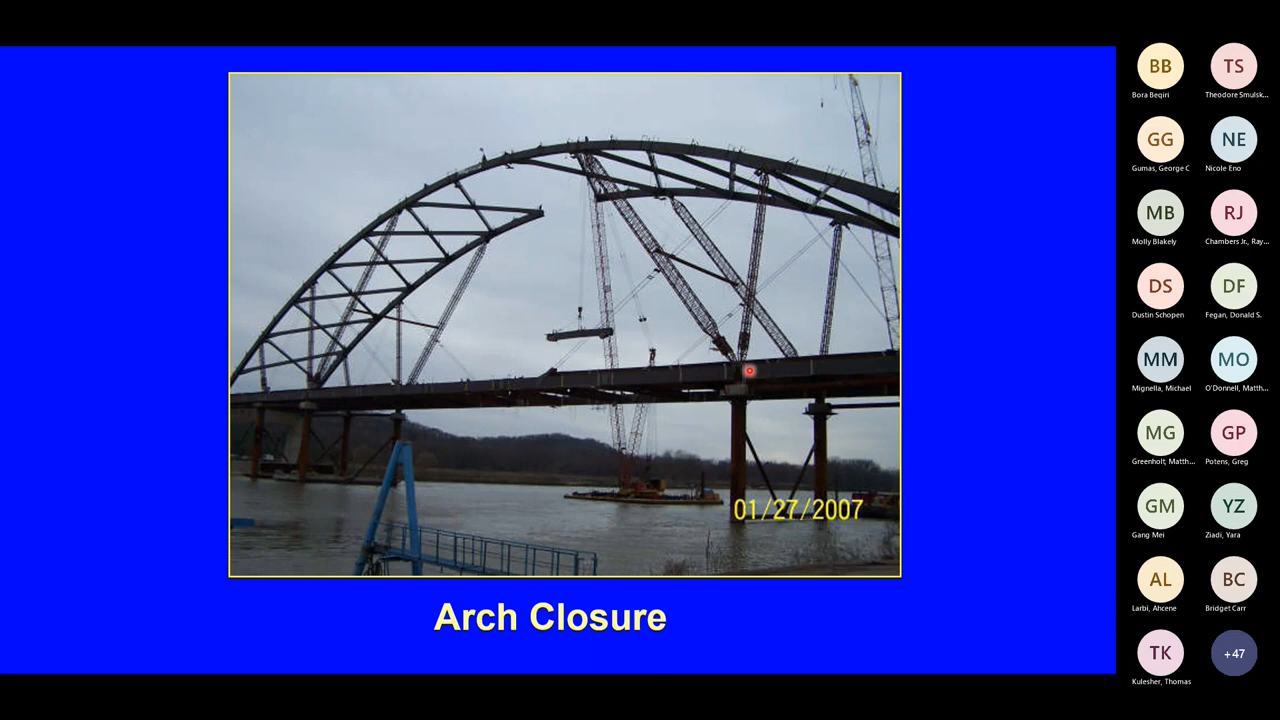 01/27/2007
Arch Closure
BB
TS
Bora Beqiri
Theodore Smulsk...
GG
NE
Gumas, George C
Nicole Eno
MB
RJ
Molly Blakely
Chambers Jr., Ray...
DS
DF
Dustin Schopen
Fegan, Donald S.
MM
MO
Mignella, Michael
O'Donnell, Matth...
MG
GP
Greenholt, Matth...
Potens, Greg
GM
YZ
Gang Mei
Ziadi, Yara
AL
BC
Larbi, Ahcene
Bridget Carr
TK
+47
Kulesher, Thomas